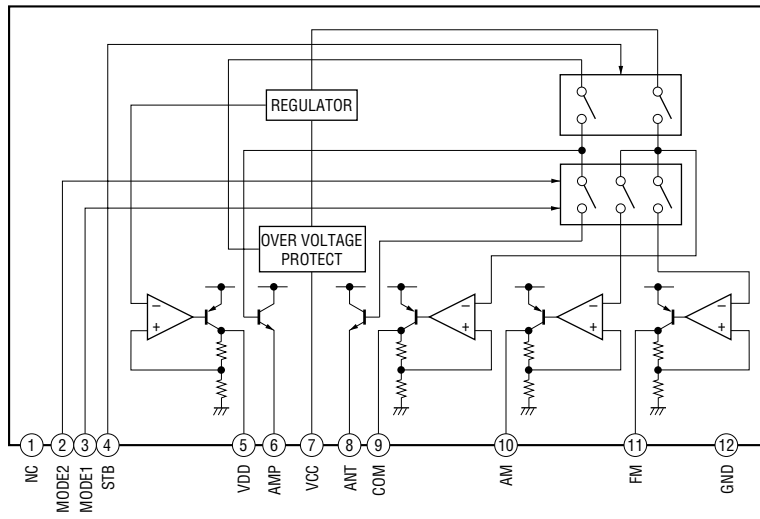 REGULATOR
OVER VOLTAGE
PROTECT
− − − −
+ + + +
1 2 3 4 5 6 7 8 9 10 11 12
NC
MODE2
MODE1
STB
VDD
AMP
VCC
ANT
COM
AM
FM
GND